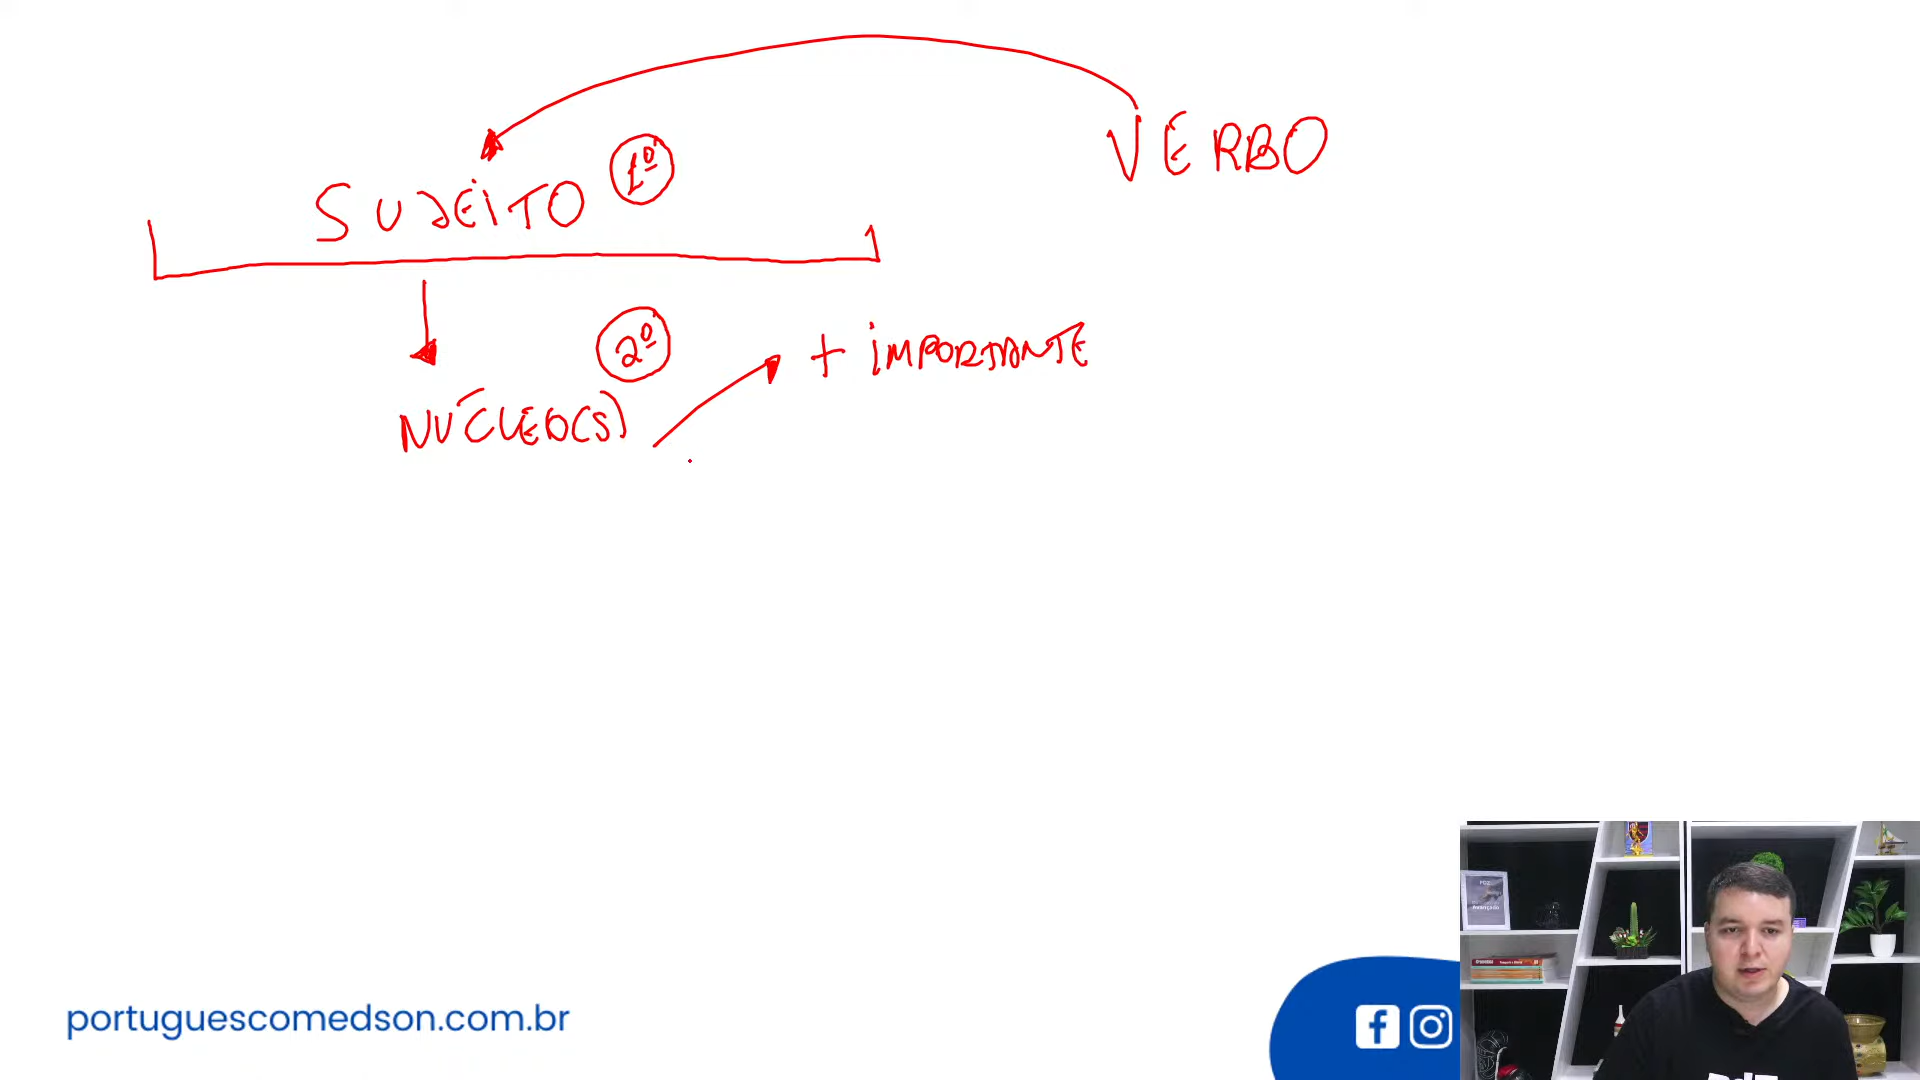 VERBO
SUJEITO 1º
2º
+ IMPORTANTE
NÚCLEO(S)
portuguescomedson.com.br